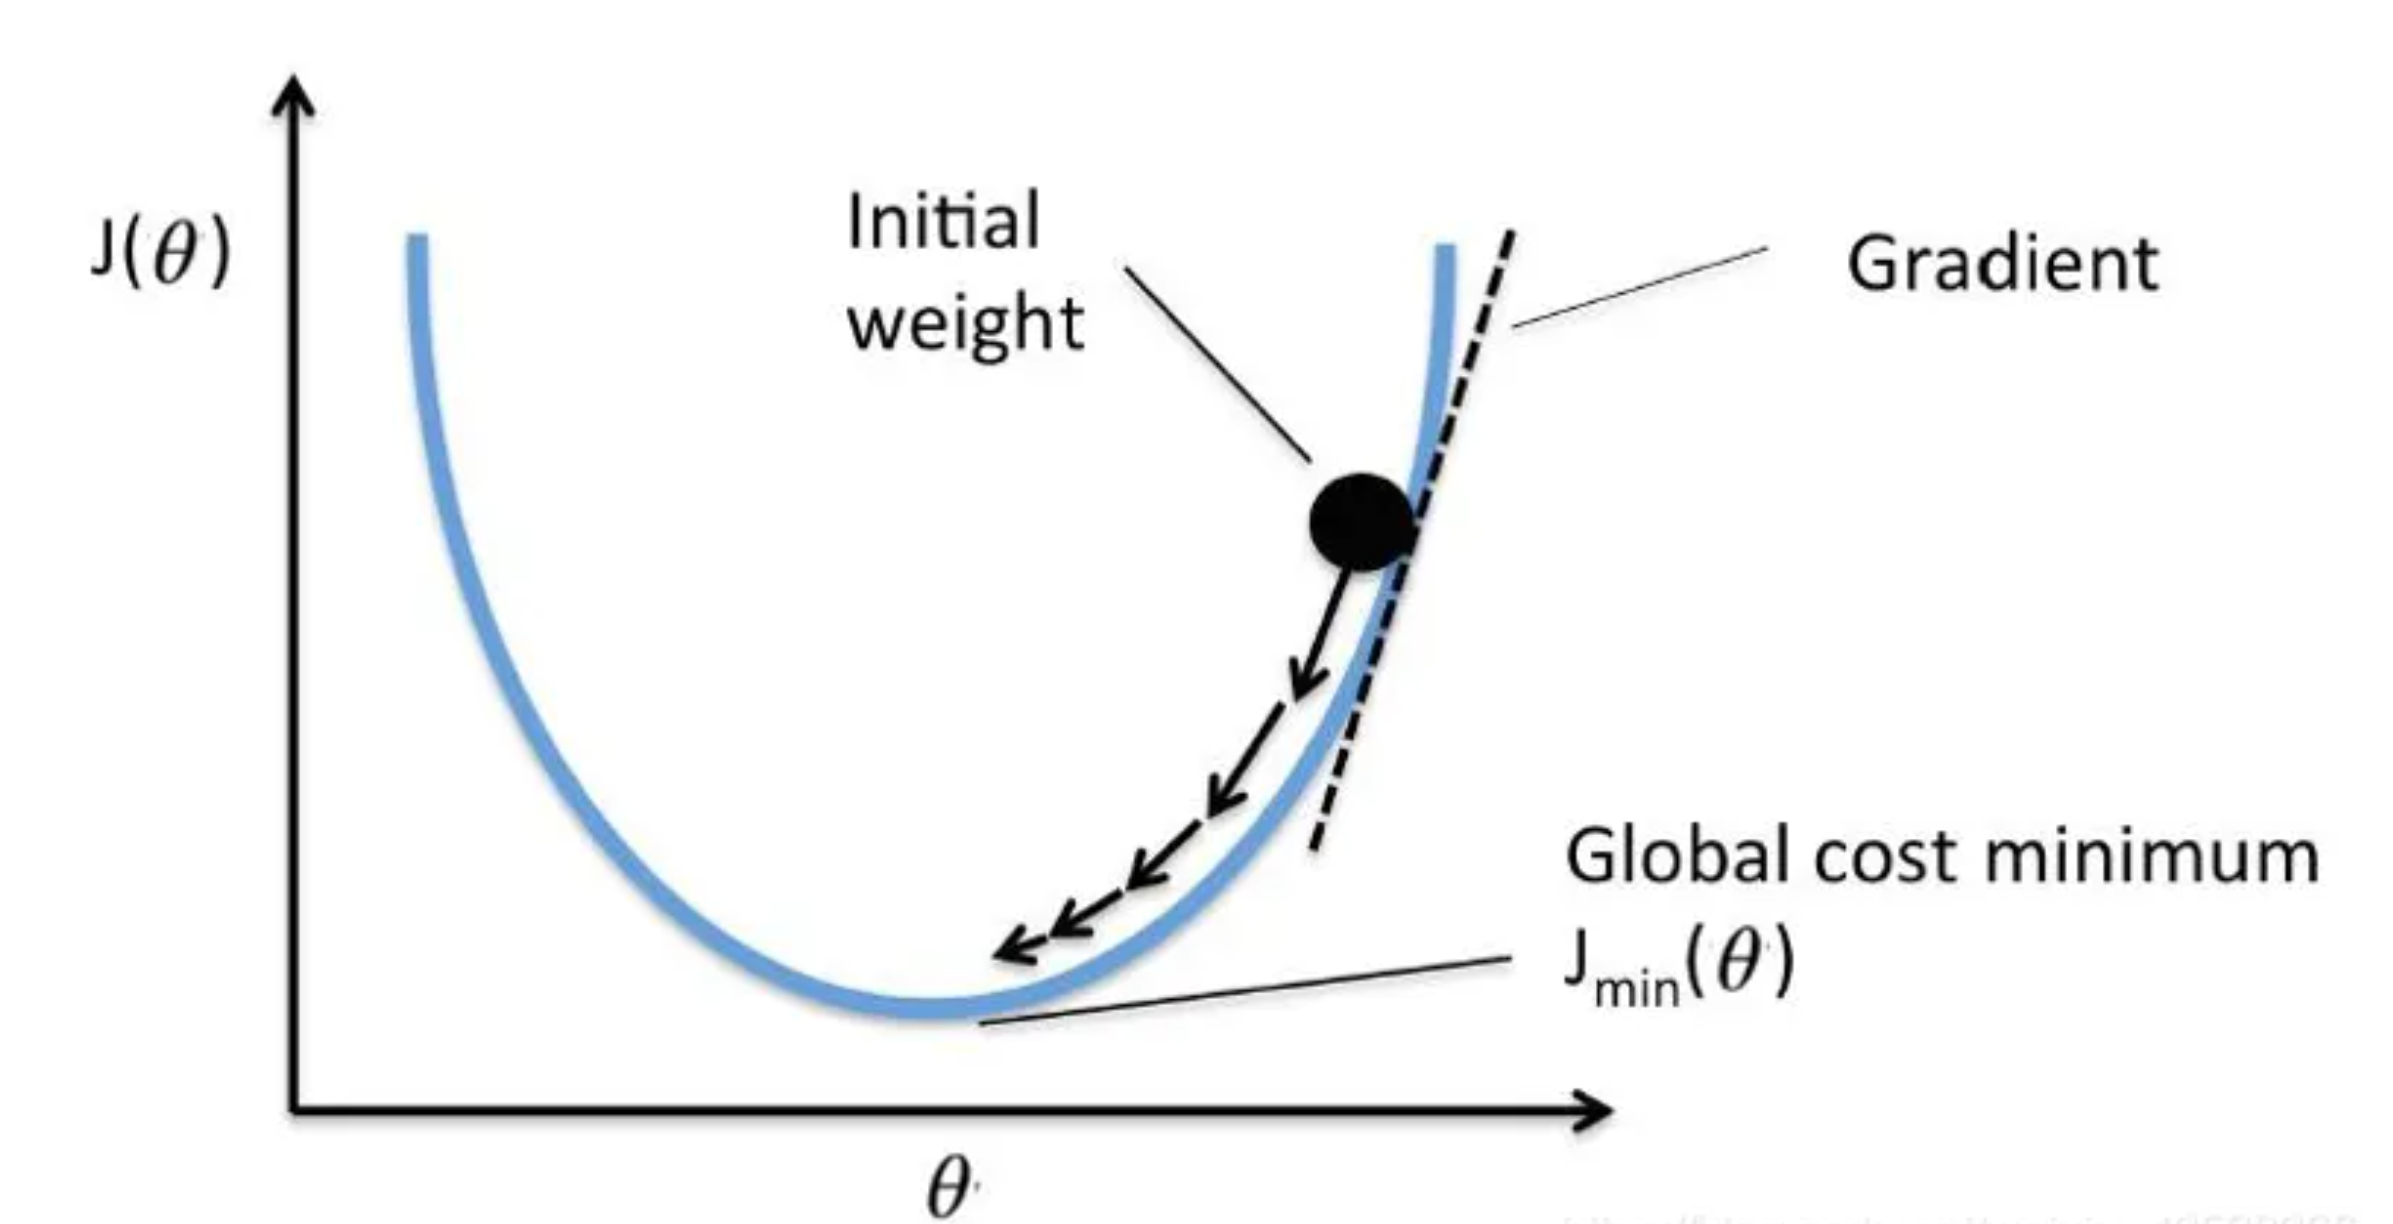 Initial
weight
J(θ)
Gradient
Global cost minimum
Jmin(θ)
θ